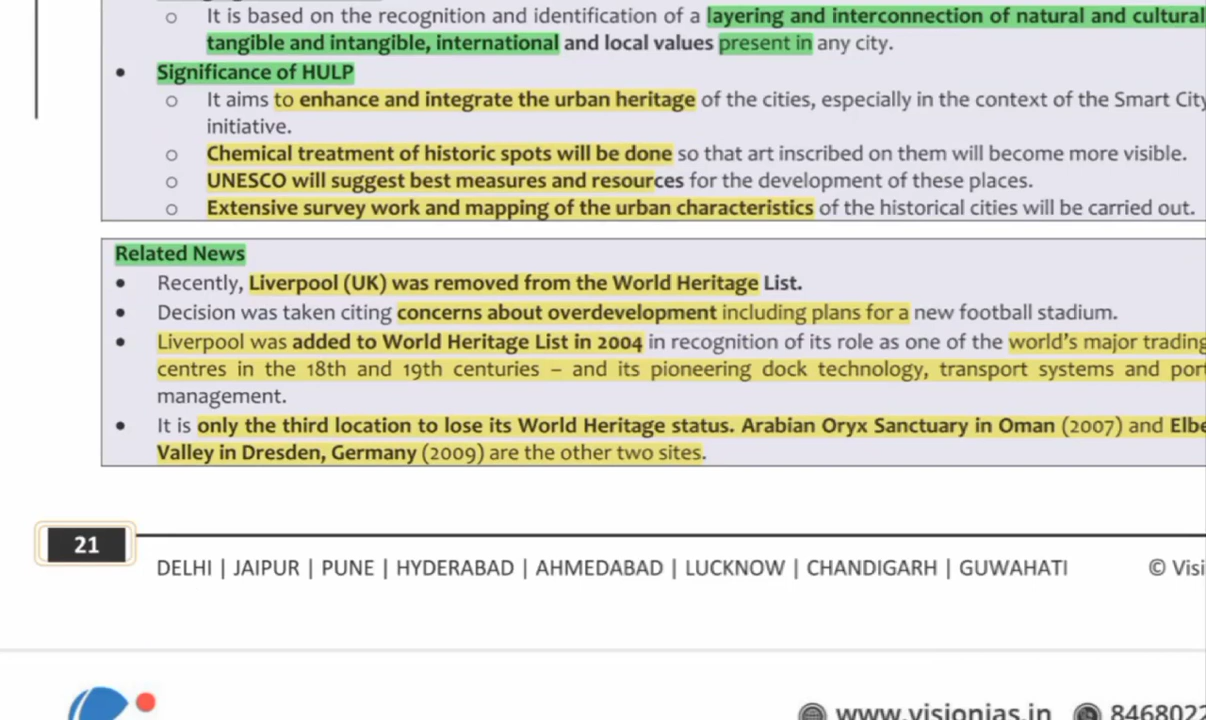 o It is based on the recognition and identification of a layering and interconnection of natural and cultural
tangible and intangible, international and local values present in any city.
• Significance of HULP
o It aims to enhance and integrate the urban heritage of the cities, especially in the context of the Smart City
initiative.
o Chemical treatment of historic spots will be done so that art inscribed on them will become more visible.
o UNESCO will suggest best measures and resources for the development of these places.
o Extensive survey work and mapping of the urban characteristics of the historical cities will be carried out.
Related News
• Recently, Liverpool (UK) was removed from the World Heritage List.
• Decision was taken citing concerns about overdevelopment including plans for a new football stadium.
• Liverpool was added to World Heritage List in 2004 in recognition of its role as one of the world's major trading
centres in the 18th and 19th centuries – and its pioneering dock technology, transport systems and port
management.
• It is only the third location to lose its World Heritage status. Arabian Oryx Sanctuary in Oman (2007) and Elbe
Valley in Dresden, Germany (2009) are the other two sites.
21
DELHI | JAIPUR | PUNE | HYDERABAD | AHMEDABAD | LUCKNOW | CHANDIGARH | GUWAHATI © Visi
www.visionias.in 8468022